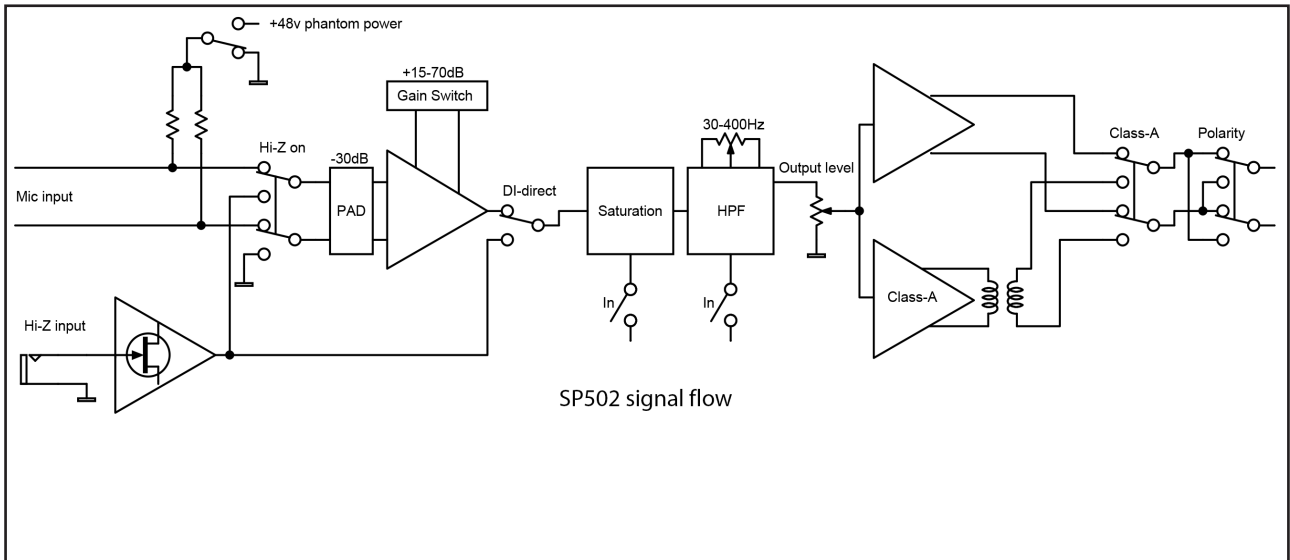 +48v phantom power
+15-70dB
Gain Switch
Hi-Z on
-30dB
PAD
Mic input
DI-direct
Saturation
30-400Hz
HPF
Output level
Class-A
Polarity
In
In
Class-A
Hi-Z input
SP502 signal flow